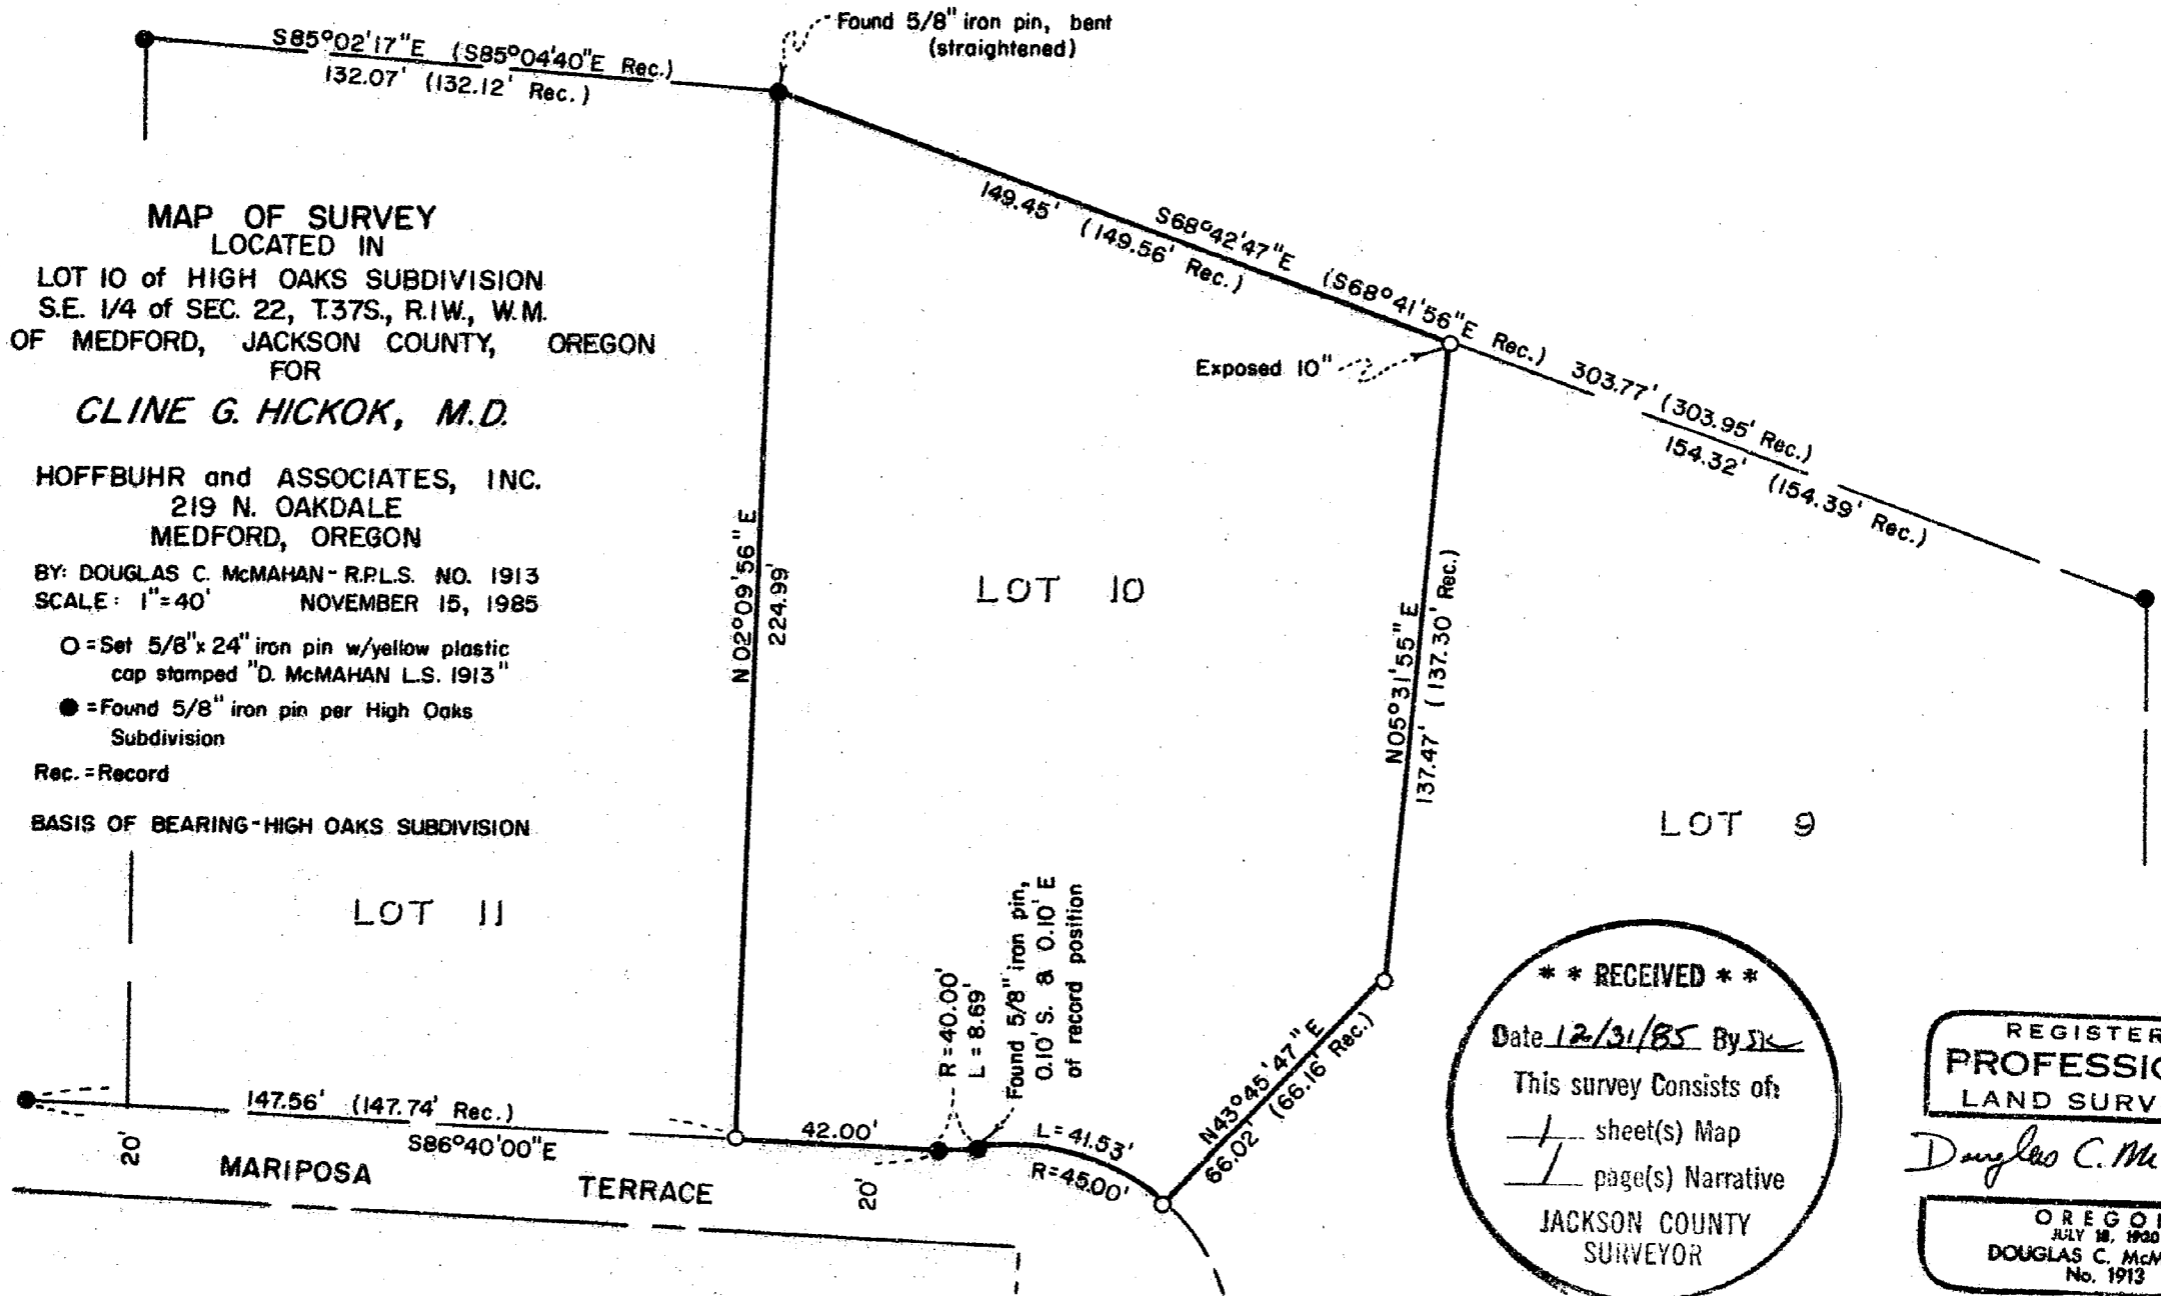 Found 5/8" iron pin, bent
(straightened)
S85°02'17"E (S85°04'40"E Rec.)
132.07' (132.12' Rec.)
149.45' (149.56' Rec.)
S68°42'47"E (S68°41'56"E Rec.) 303.77' (303.95' Rec.)
154.32' (154.39' Rec.)
Exposed 10"
MAP OF SURVEY
LOCATED IN
LOT 10 of HIGH OAKS SUBDIVISION
S.E. 1/4 of SEC. 22, T.37S., R.1W., W.M.
OF MEDFORD, JACKSON COUNTY, OREGON
FOR
CLINE G. HICKOK, M.D.
HOFFBUHR and ASSOCIATES, INC.
219 N. OAKDALE
MEDFORD, OREGON
BY: DOUGLAS C. McMAHAN - R.P.L.S. NO. 1913
SCALE: 1"=40' NOVEMBER 15, 1985
O = Set 5/8" x 24" iron pin w/yellow plastic
cap stamped "D. McMAHAN L.S. 1913"
● = Found 5/8" iron pin per High Oaks
Subdivision
Rec. = Record
BASIS OF BEARING - HIGH OAKS SUBDIVISION
N02°09'56"E
224.99'
LOT 10
N05°31'55"E
137.47' (137.30' Rec.)
LOT 9
LOT 11
R=40.00'
L=8.69'
Found 5/8" iron pin,
0.10' S. & 0.10' E
of record position
N43°45'47"E
66.02' (66.16' Rec.)
147.56' (147.74' Rec.)
S86°40'00"E
42.00'
L=41.53'
R=45.00'
20'
MARIPOSA TERRACE
20'
* * RECEIVED * *
Date 12/31/85 By
This survey Consists of:
1 sheet(s) Map
1 page(s) Narrative
JACKSON COUNTY
SURVEYOR
REGISTER
PROFESSIO
LAND SURV
Douglas C. Mc
OREGO
JULY
DOUGLAS C. McM
No. 1913